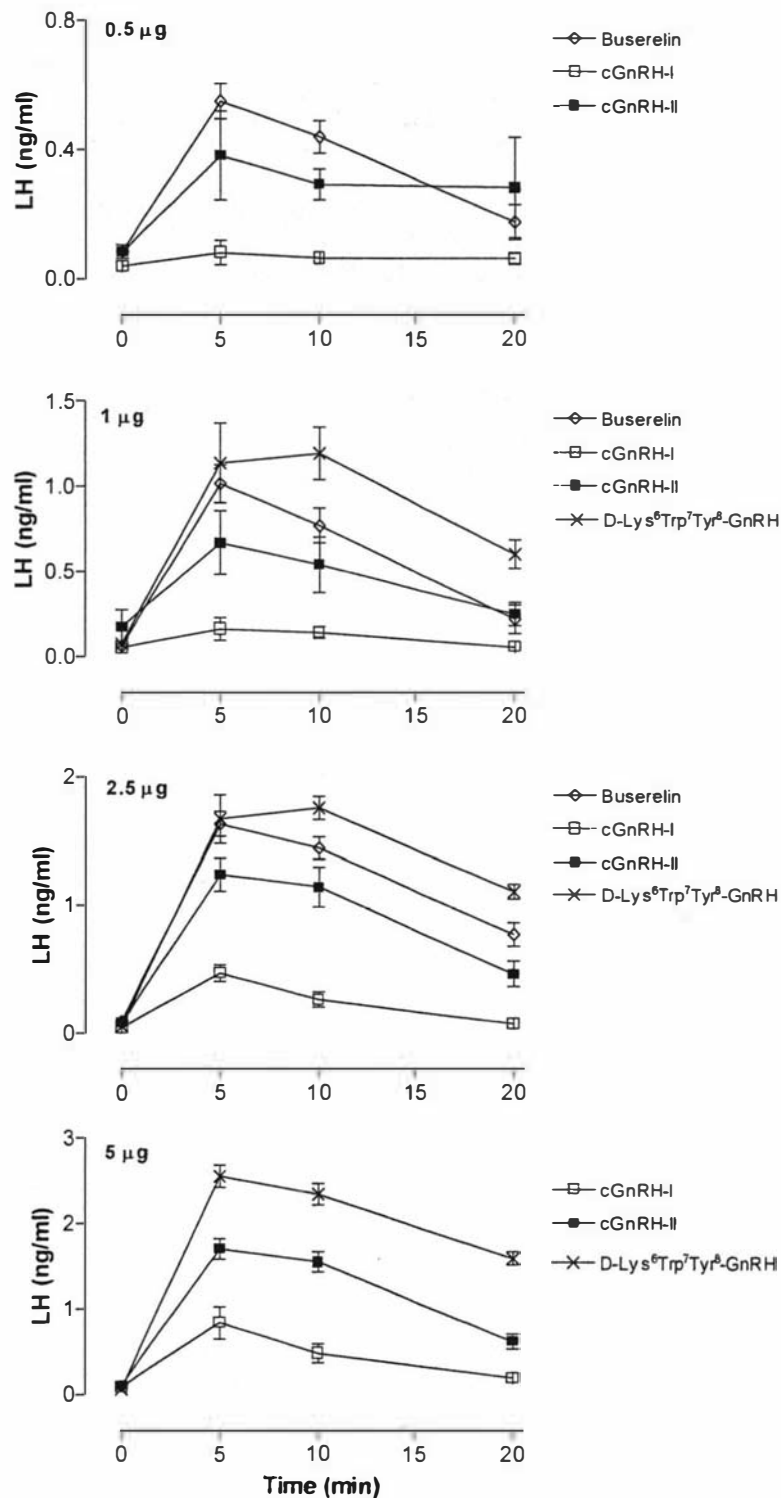 0.5 µg
0.8
0.4
0.0
LH (ng/ml)
0 5 10 15 20
Buserelin
cGnRH-I
cGnRH-II
1 µg
1.5
1.0
0.5
0.0
LH (ng/ml)
0 5 10 15 20
Buserelin
cGnRH-I
cGnRH-II
D-Lys⁶Trp⁷Tyr⁸-GnRH
2.5 µg
2
1
0
LH (ng/ml)
0 5 10 15 20
Buserelin
cGnRH-I
cGnRH-II
D-Lys⁶Trp⁷Tyr⁸-GnRH
5 µg
3
2
1
0
LH (ng/ml)
0 5 10 15 20
Time (min)
cGnRH-I
cGnRH-II
D-Lys⁶Trp⁷Tyr⁸-GnRH